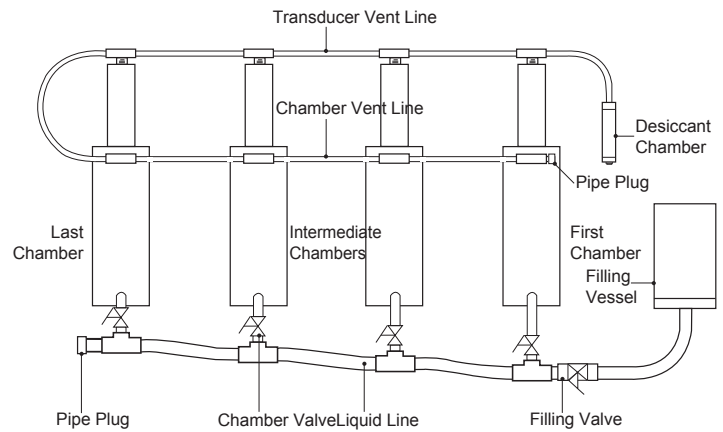 Transducer Vent Line
Chamber Vent Line
Desiccant
Chamber
Pipe Plug
Last
Chamber
Intermediate
Chambers
First
Chamber
Filling
Vessel
Pipe Plug
Chamber Valve
Liquid Line
Filling Valve